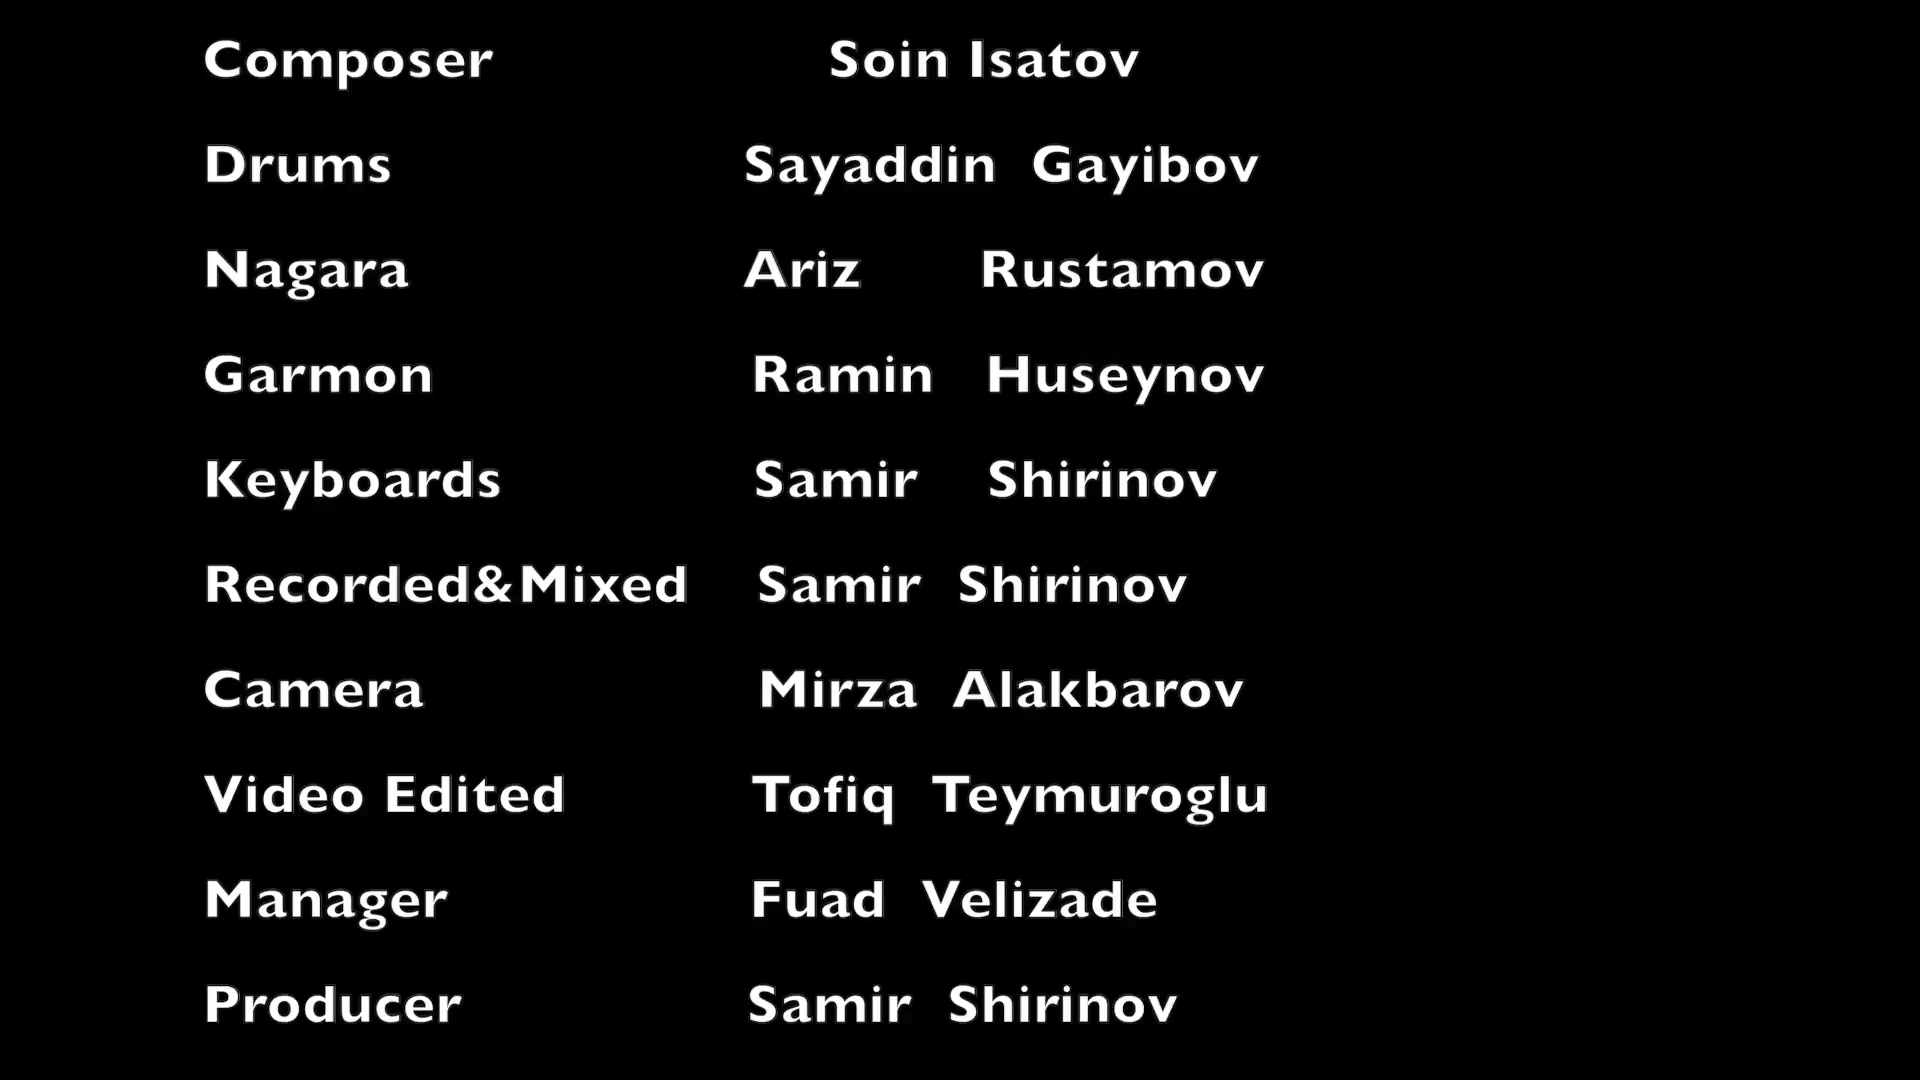 Composer Soin Isatov
Drums Sayaddin Gayibov
Nagara Ariz Rustamov
Garmon Ramin Huseynov
Keyboards Samir Shirinov
Recorded&Mixed Samir Shirinov
Camera Mirza Alakbarov
Video Edited Tofiq Teymuroglu
Manager Fuad Velizade
Producer Samir Shirinov